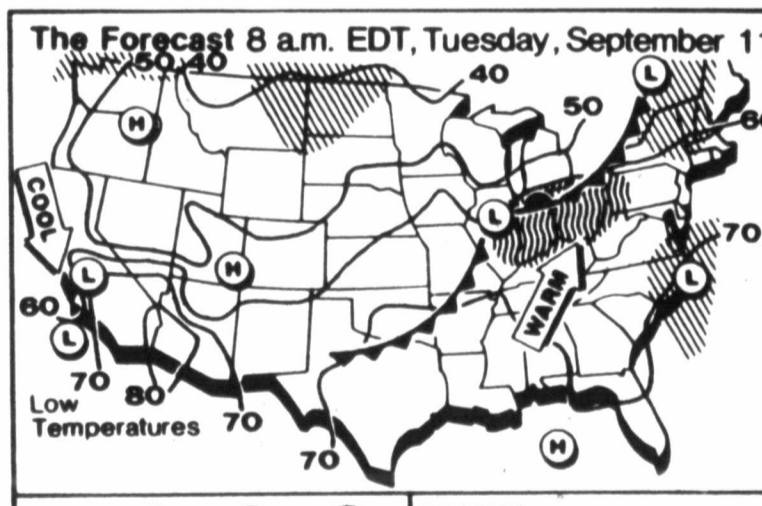 The Forecast 8 a.m. EDT, Tuesday, September 11
50 40
40
L
50
H
COOL
L
H
L
70
L
WARM
60
L
70
80
70
70
H
Low
Temperatures